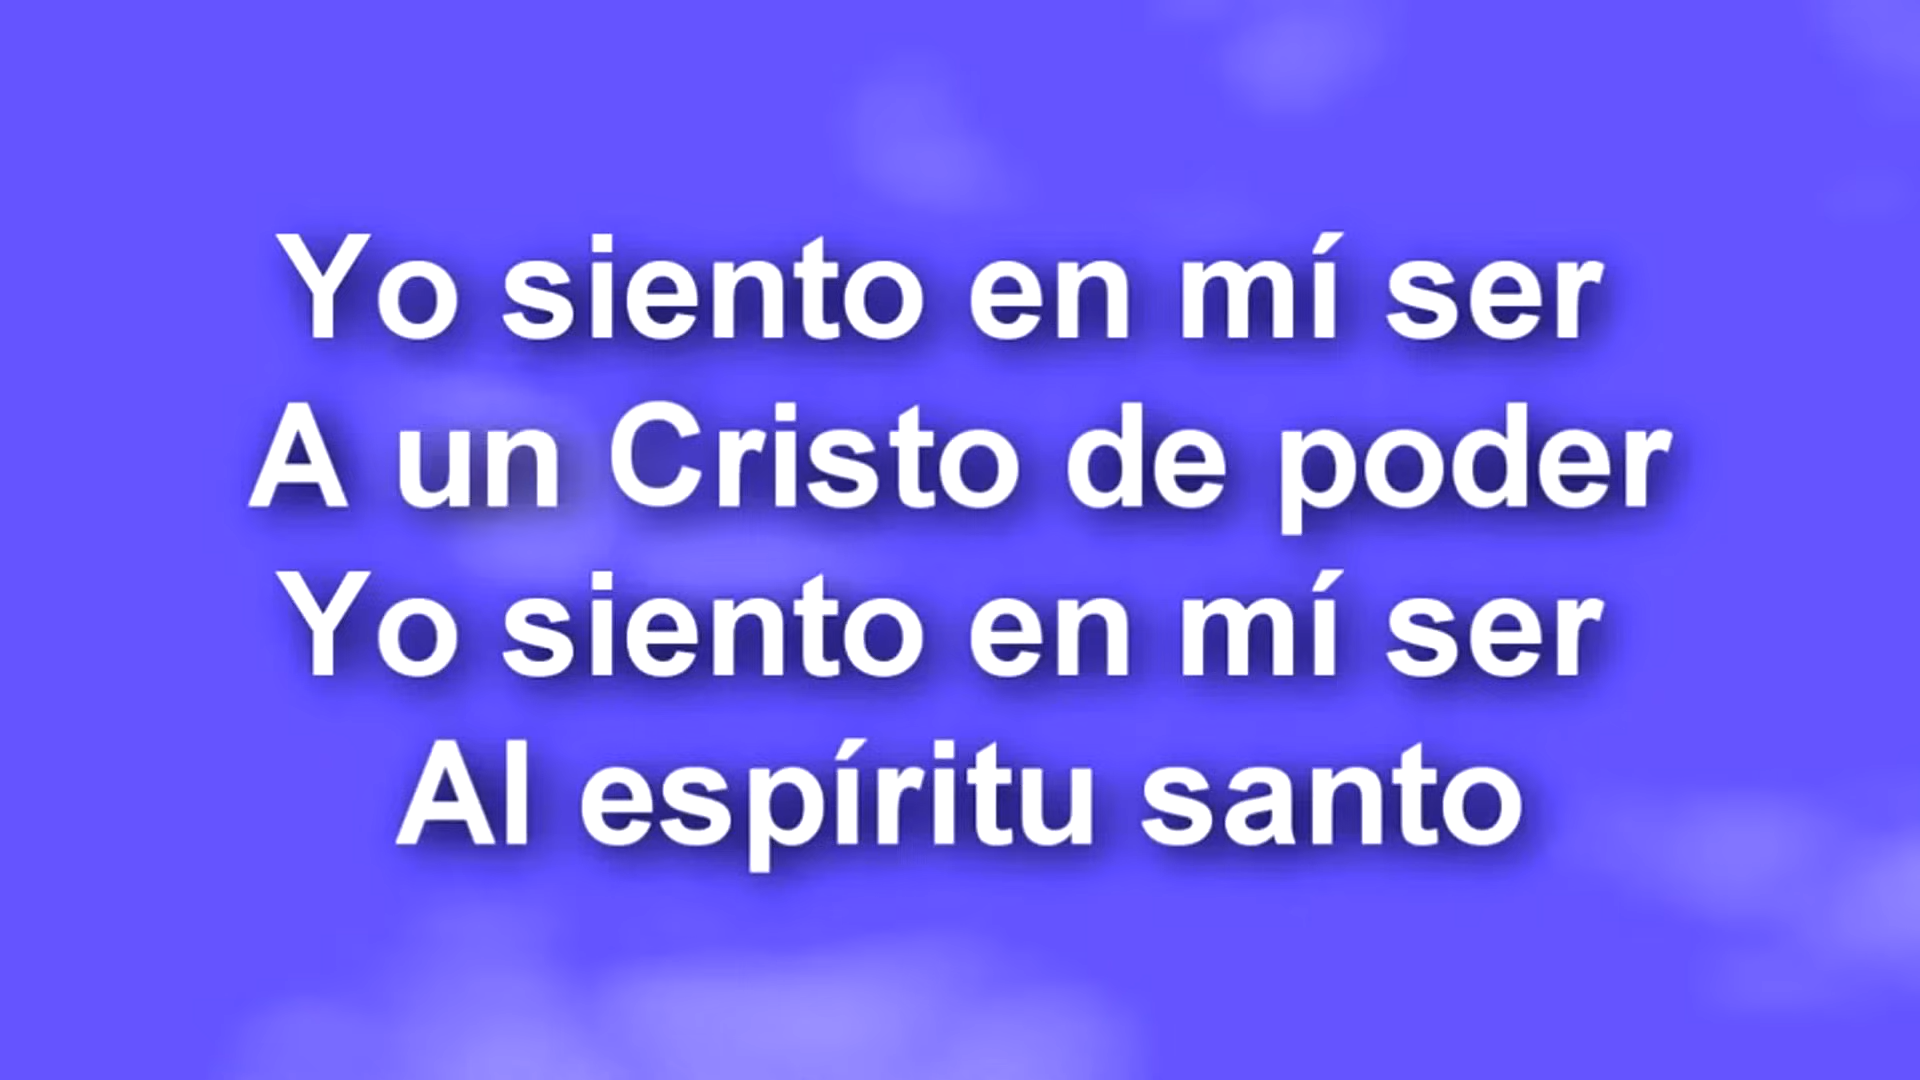 Yo siento en mí ser
A un Cristo de poder
Yo siento en mí ser
Al espíritu santo